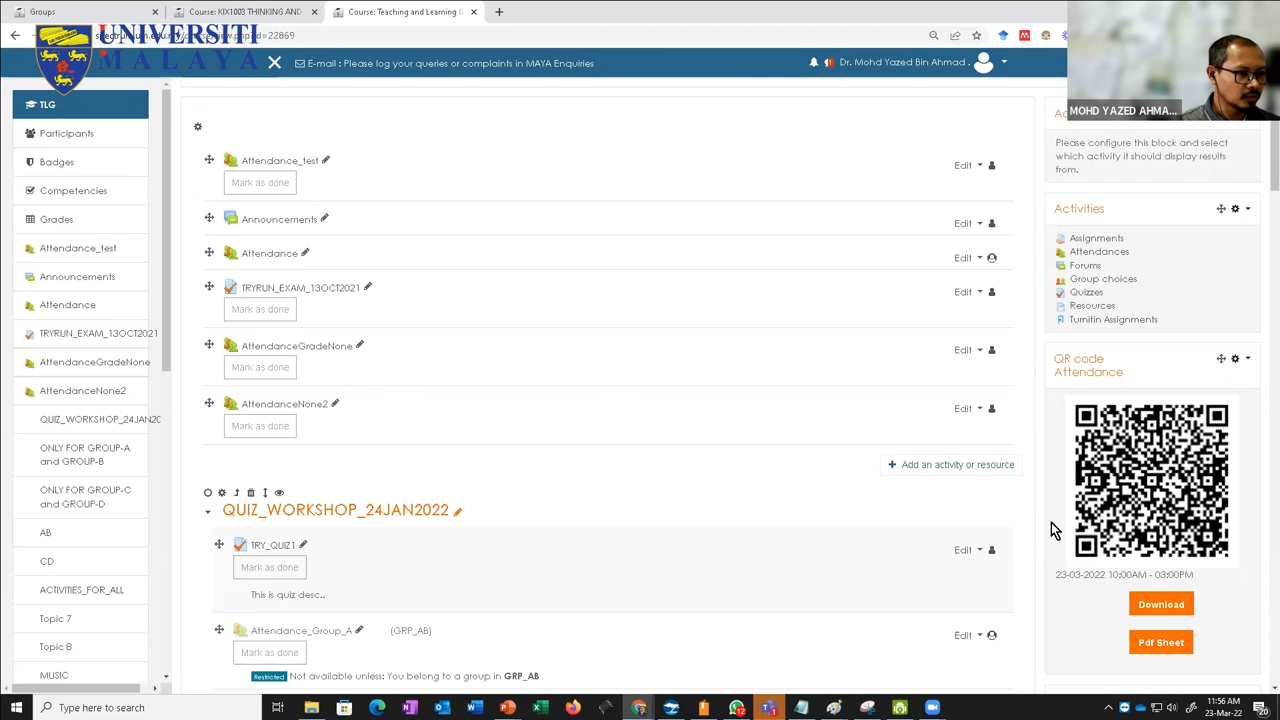 Groups
Course: KIX1003 THINKING AND
Course: Teaching and Learning G
22869
UNIVERSITI
MALAYA
E-mail : Please log your queries or complaints in MAYA Enquiries
Dr. Mohd Yazed Bin Ahmad .
MOHD YAZED AHMA...
TLG
Participants
Badges
Competencies
Grades
Attendance_test
Announcements
Attendance
TRYRUN_EXAM_13OCT2021
AttendanceGradeNone
AttendanceNone2
QUIZ_WORKSHOP_24JAN20
ONLY FOR GROUP-A
and GROUP-B
ONLY FOR GROUP-C
and GROUP-D
AB
CD
ACTIVITIES_FOR_ALL
Topic 7
Topic 8
MUSIC
Attendance_test
Edit
Mark as done
Announcements
Edit
Attendance
Edit
TRYRUN_EXAM_13OCT2021
Edit
Mark as done
AttendanceGradeNone
Edit
Mark as done
AttendanceNone2
Edit
Mark as done
Add an activity or resource
QUIZ_WORKSHOP_24JAN2022
TRY_QUIZ1
Edit
Mark as done
This is quiz desc..
Attendance_Group_A (GRP_AB)
Edit
Mark as done
Restricted Not available unless: You belong to a group in GRP_AB
Please configure this block and select
which activity it should display results
from.
Activities
Assignments
Attendances
Forums
Group choices
Quizzes
Resources
Turnitin Assignments
QR code
Attendance
23-03-2022 10:00AM - 03:00PM
Download
Pdf Sheet
Type here to search
11:56 AM
23-Mar-22
20